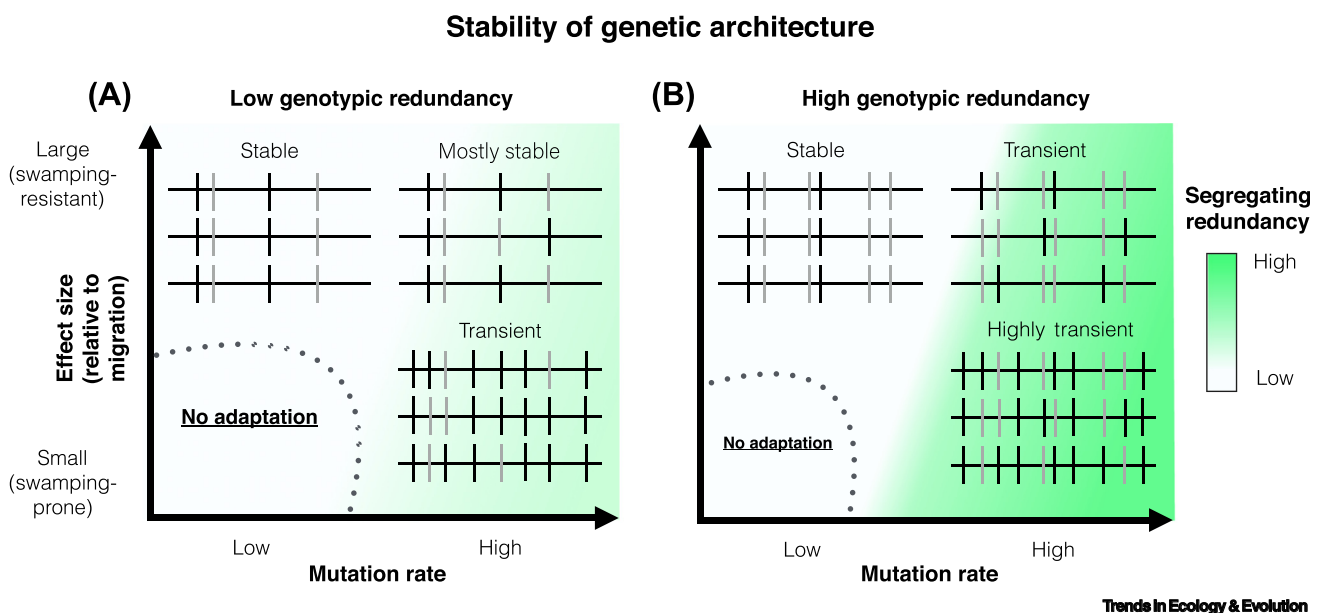 Stability of genetic architecture
(A)
Low genotypic redundancy
Large
(swamping-
resistant)
Effect size
(relative to
migration)
Small
(swamping-
prone)
Stable
Mostly stable
Transient
No adaptation
Low
High
Mutation rate
(B)
High genotypic redundancy
Stable
Transient
Highly transient
No adaptation
Low
High
Mutation rate
Segregating
redundancy
High
Low
Trends in Ecology & Evolution